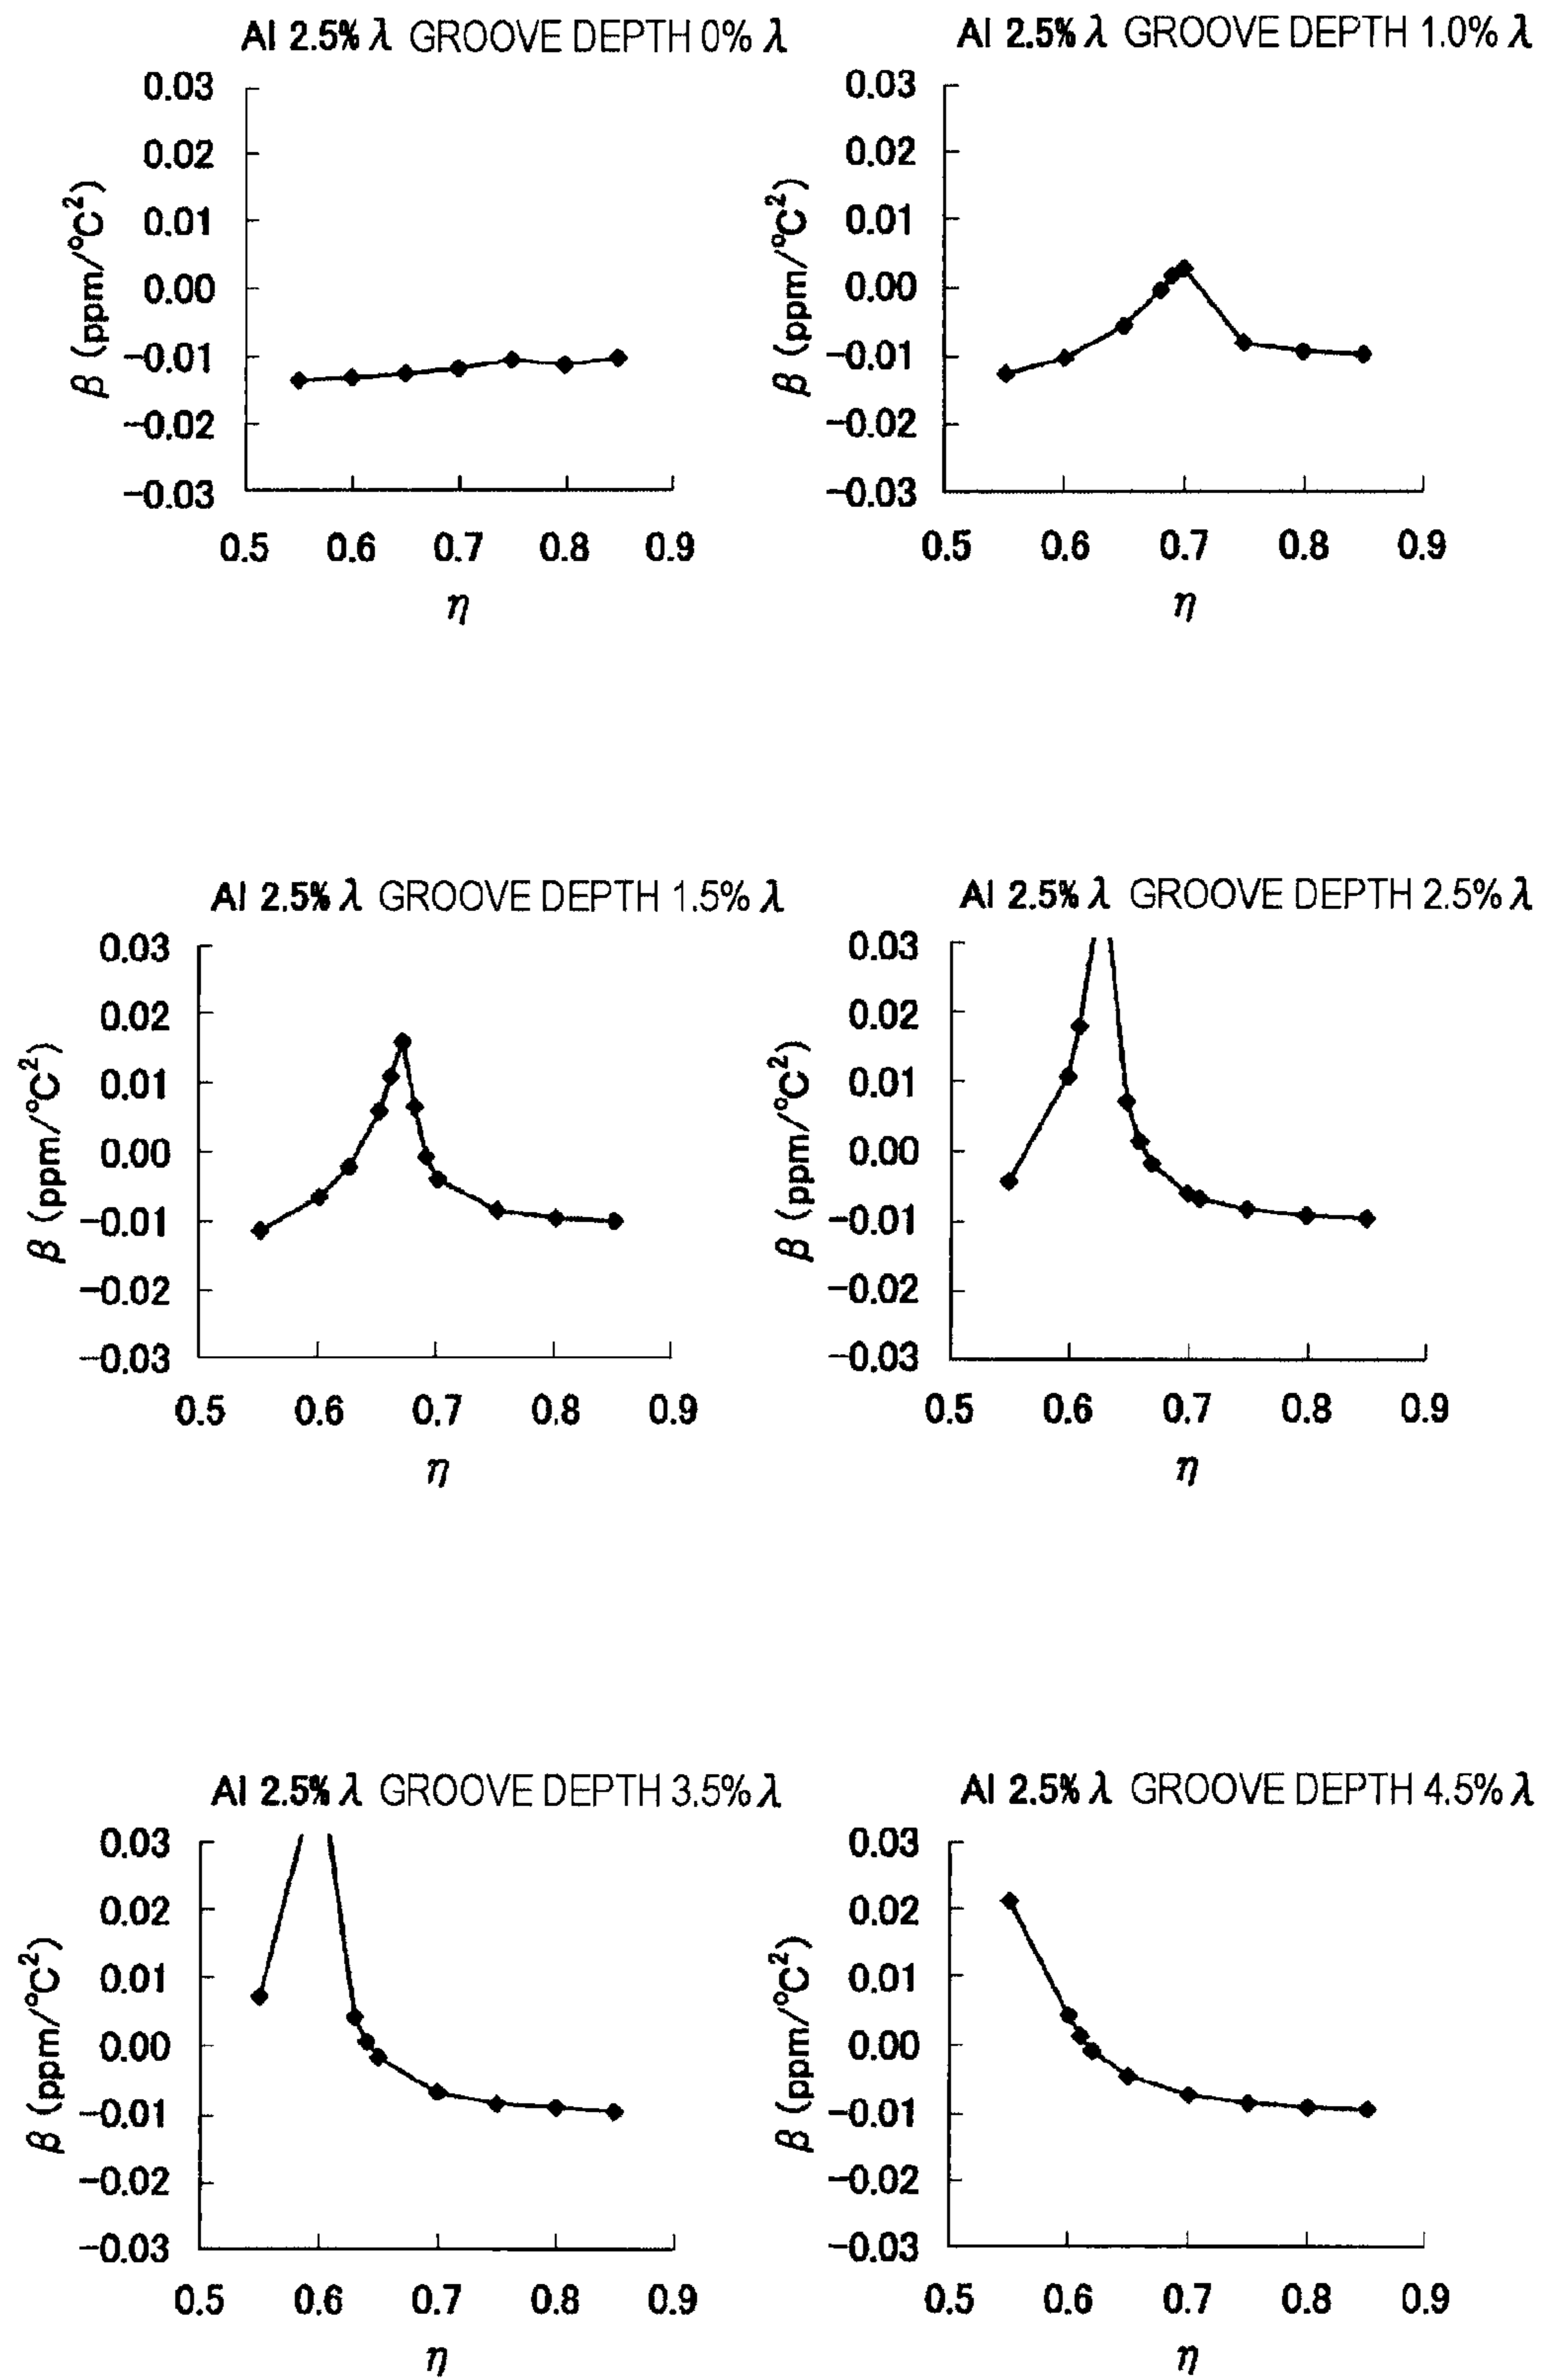 Al 2.5% λ GROOVE DEPTH 0% λ
0.03
0.02
0.01
0.00
−0.01
−0.02
−0.03
β (ppm/°C²)
0.5 0.6 0.7 0.8 0.9
η
Al 2.5% λ GROOVE DEPTH 1.0% λ
0.03
0.02
0.01
0.00
−0.01
−0.02
−0.03
β (ppm/°C²)
0.5 0.6 0.7 0.8 0.9
η
Al 2.5% λ GROOVE DEPTH 1.5% λ
0.03
0.02
0.01
0.00
−0.01
−0.02
−0.03
β (ppm/°C²)
0.5 0.6 0.7 0.8 0.9
η
Al 2.5% λ GROOVE DEPTH 2.5% λ
0.03
0.02
0.01
0.00
−0.01
−0.02
−0.03
β (ppm/°C²)
0.5 0.6 0.7 0.8 0.9
η
Al 2.5% λ GROOVE DEPTH 3.5% λ
0.03
0.02
0.01
0.00
−0.01
−0.02
−0.03
β (ppm/°C²)
0.5 0.6 0.7 0.8 0.9
η
Al 2.5% λ GROOVE DEPTH 4.5% λ
0.03
0.02
0.01
0.00
−0.01
−0.02
−0.03
β (ppm/°C²)
0.5 0.6 0.7 0.8 0.9
η